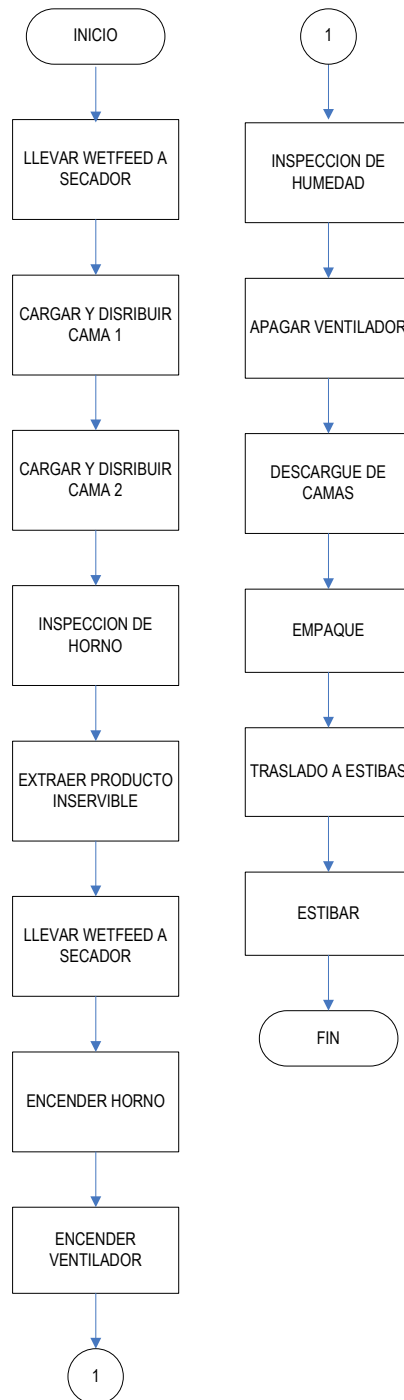 INICIO
LLEVAR WETFEED A
SECADOR
CARGAR Y DISRIBUIR
CAMA 1
CARGAR Y DISRIBUIR
CAMA 2
INSPECCION DE
HORNO
EXTRAER PRODUCTO
INSERVIBLE
LLEVAR WETFEED A
SECADOR
ENCENDER HORNO
ENCENDER
VENTILADOR
1
1
INSPECCION DE
HUMEDAD
APAGAR VENTILADOR
DESCARGUE DE
CAMAS
EMPAQUE
TRASLADO A ESTIBAS
ESTIBAR
FIN